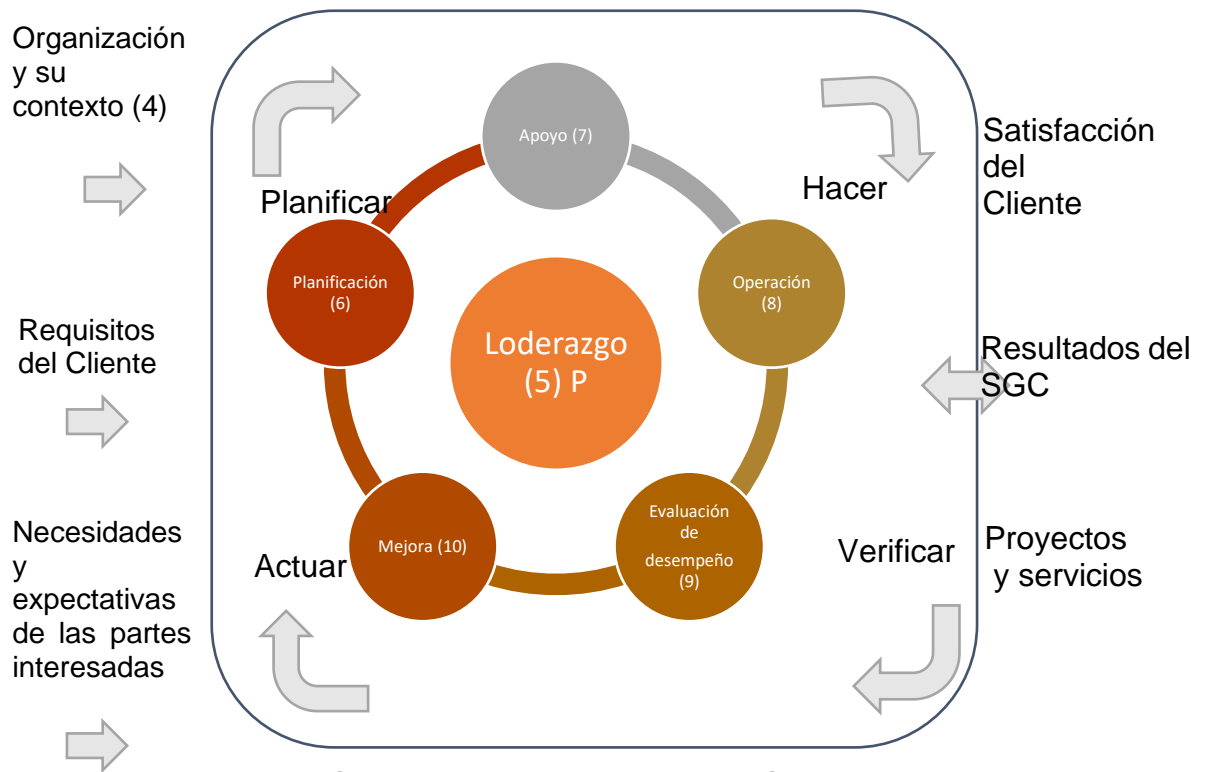 Organización
y su
contexto (4)
Requisitos
del Cliente
Necesidades
y
expectativas
de las partes
interesadas
Planificar
Apoyo (7)
Hacer
Planificación
(6)
Operación
(8)
Loderazgo
(5) P
Mejora (10)
Evaluación
de
desempeño
(9)
Actuar
Verificar
Satisfacción
del
Cliente
Resultados del
SGC
Proyectos
y servicios